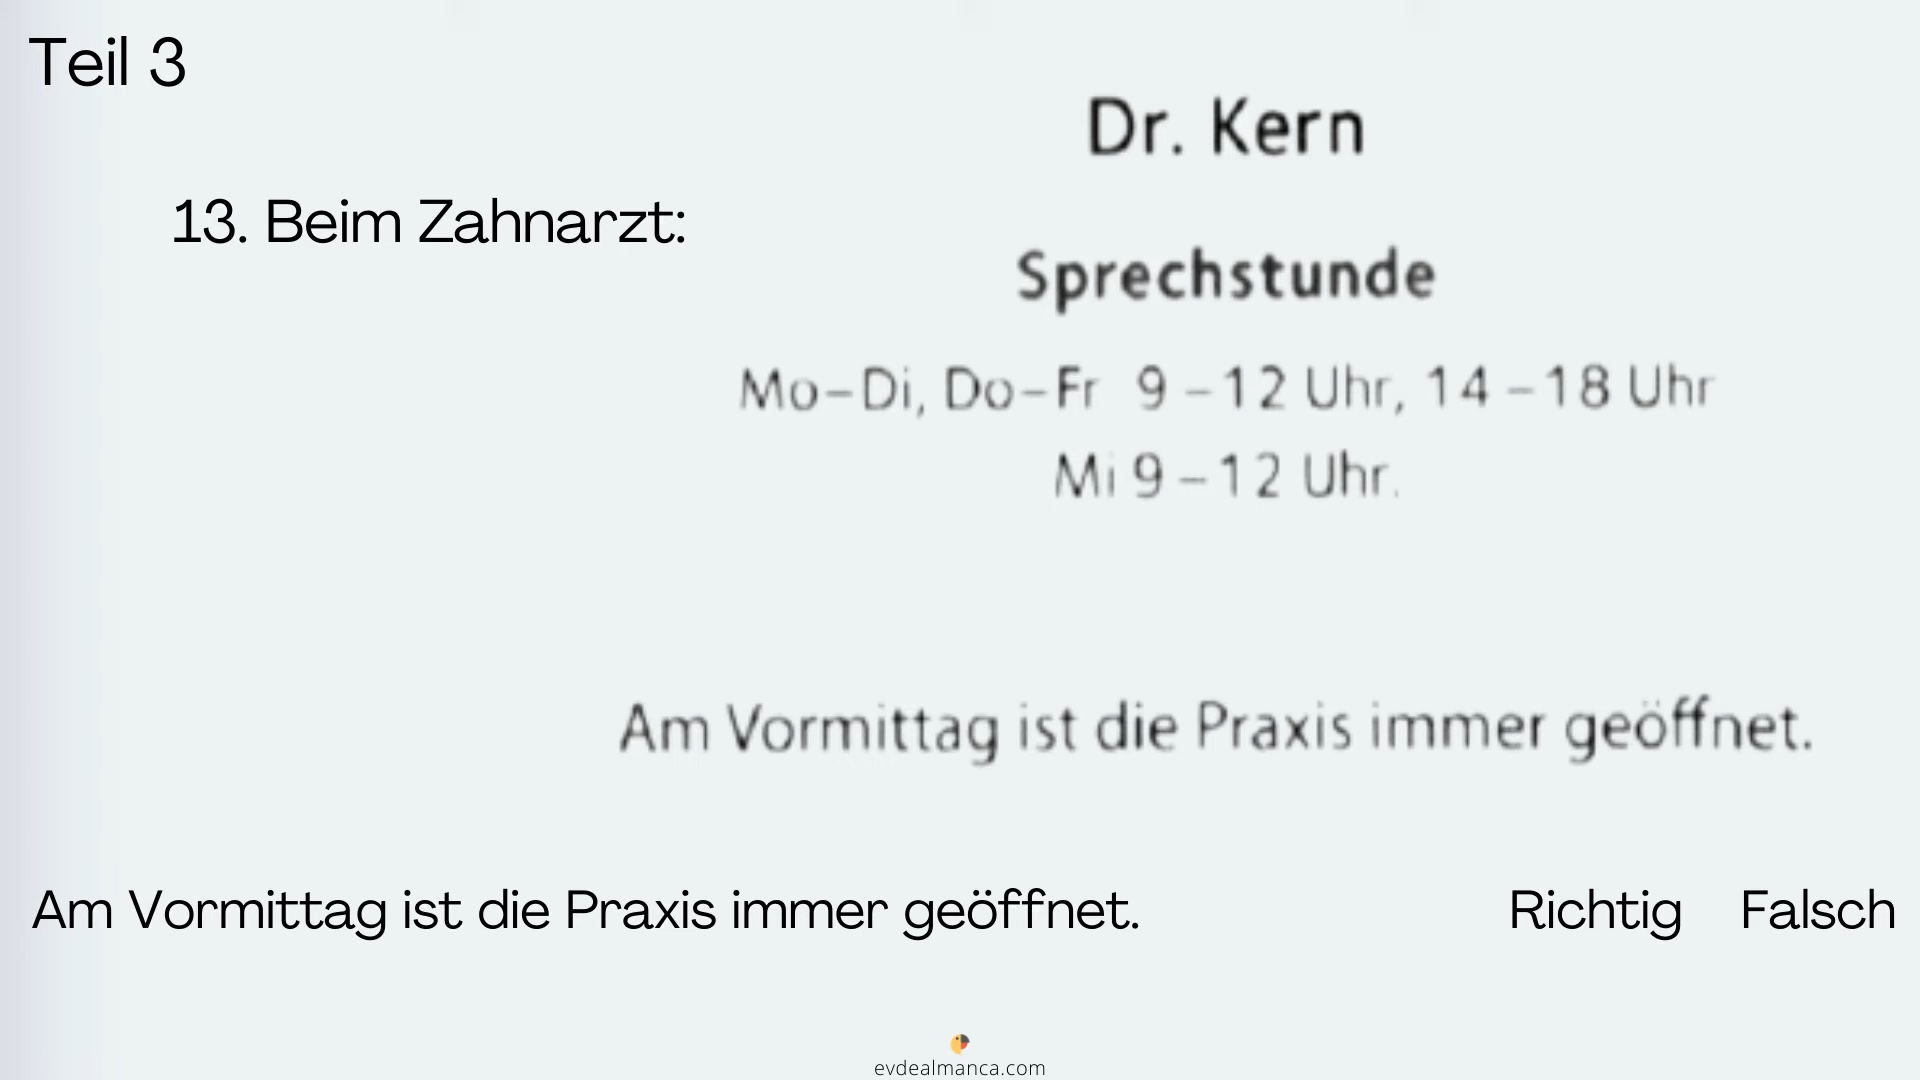 Teil 3
Dr. Kern
13. Beim Zahnarzt:
Sprechstunde
Mo–Di, Do–Fr 9 –12 Uhr, 14 –18 Uhr
Mi 9 –12 Uhr.
Am Vormittag ist die Praxis immer geöffnet.
Am Vormittag ist die Praxis immer geöffnet. Richtig Falsch
evdealmanca.com